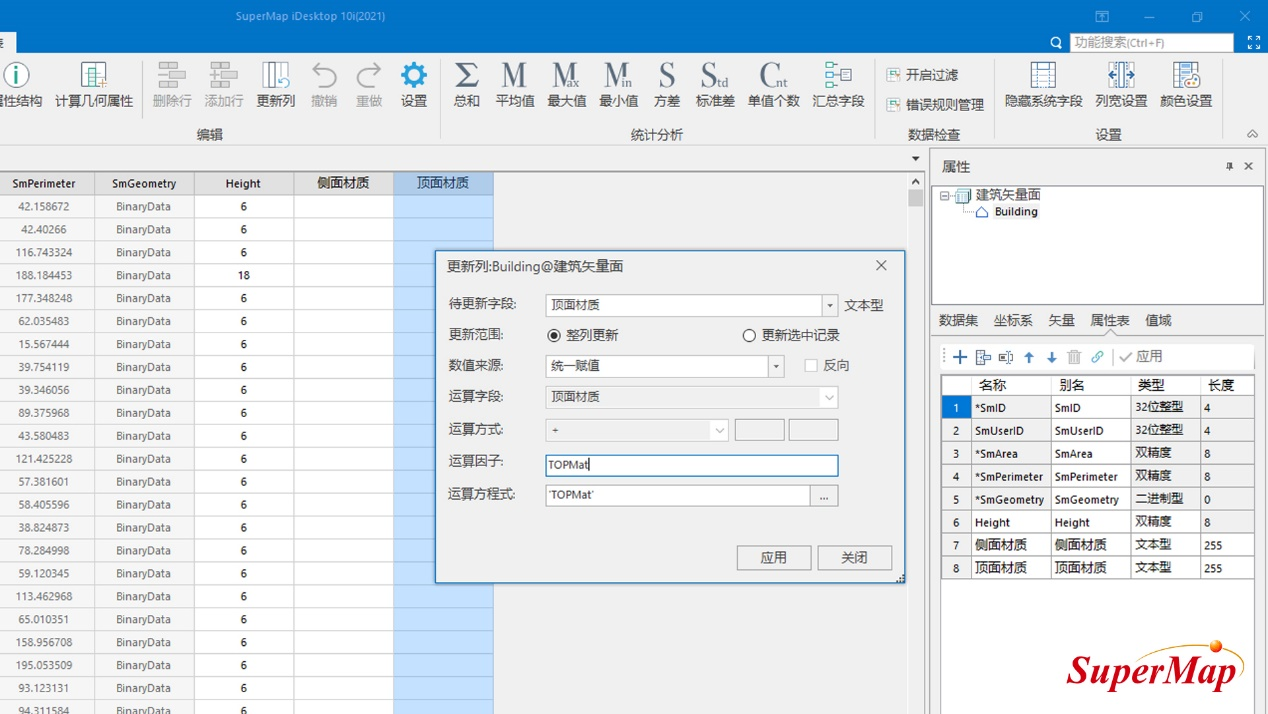 SuperMap iDesktop 10i(2021)
功能搜索(Ctrl+F)
计算几何属性 删除行 添加行 更新列 撤销 重做 设置
编辑
总和 平均值 最大值 最小值 方差 标准差 单值个数 汇总字段
统计分析
开启过滤
错误规则管理
数据检查
隐藏系统字段 列宽设置 颜色设置
设置
SmPerimeter SmGeometry Height 侧面材质 顶面材质
42.158672 BinaryData 6
42.40266 BinaryData 6
116.743324 BinaryData 6
188.184453 BinaryData 18
177.348248 BinaryData 6
62.035483 BinaryData 6
15.567444 BinaryData 6
39.754119 BinaryData 6
39.346056 BinaryData 6
89.375968 BinaryData 6
43.580483 BinaryData 6
121.425228 BinaryData 6
57.381601 BinaryData 6
58.405596 BinaryData 6
38.824873 BinaryData 6
78.284998 BinaryData 6
59.120345 BinaryData 6
113.462968 BinaryData 6
65.010351 BinaryData 6
158.956708 BinaryData 6
195.053509 BinaryData 6
93.123131 BinaryData 6
94.311584 BinaryData 6
更新列:Building@建筑矢量面
待更新字段: 顶面材质 文本型
更新范围: 整列更新 更新选中记录
数值来源: 统一赋值 反向
运算字段: 顶面材质
运算方式: +
运算因子: TOPMat
运算方程式: 'TOPMat' ...
应用 关闭
属性
建筑矢量面
Building
数据集 坐标系 矢量 属性表 值域
应用
名称 别名 类型 长度
1 *SmID SmID 32位整型 4
2 SmUserID SmUserID 32位整型 4
3 *SmArea SmArea 双精度 8
4 *SmPerimeter SmPerimeter 双精度 8
5 *SmGeometry SmGeometry 二进制型 0
6 Height Height 双精度 8
7 侧面材质 侧面材质 文本型 255
8 顶面材质 顶面材质 文本型 255
SuperMap